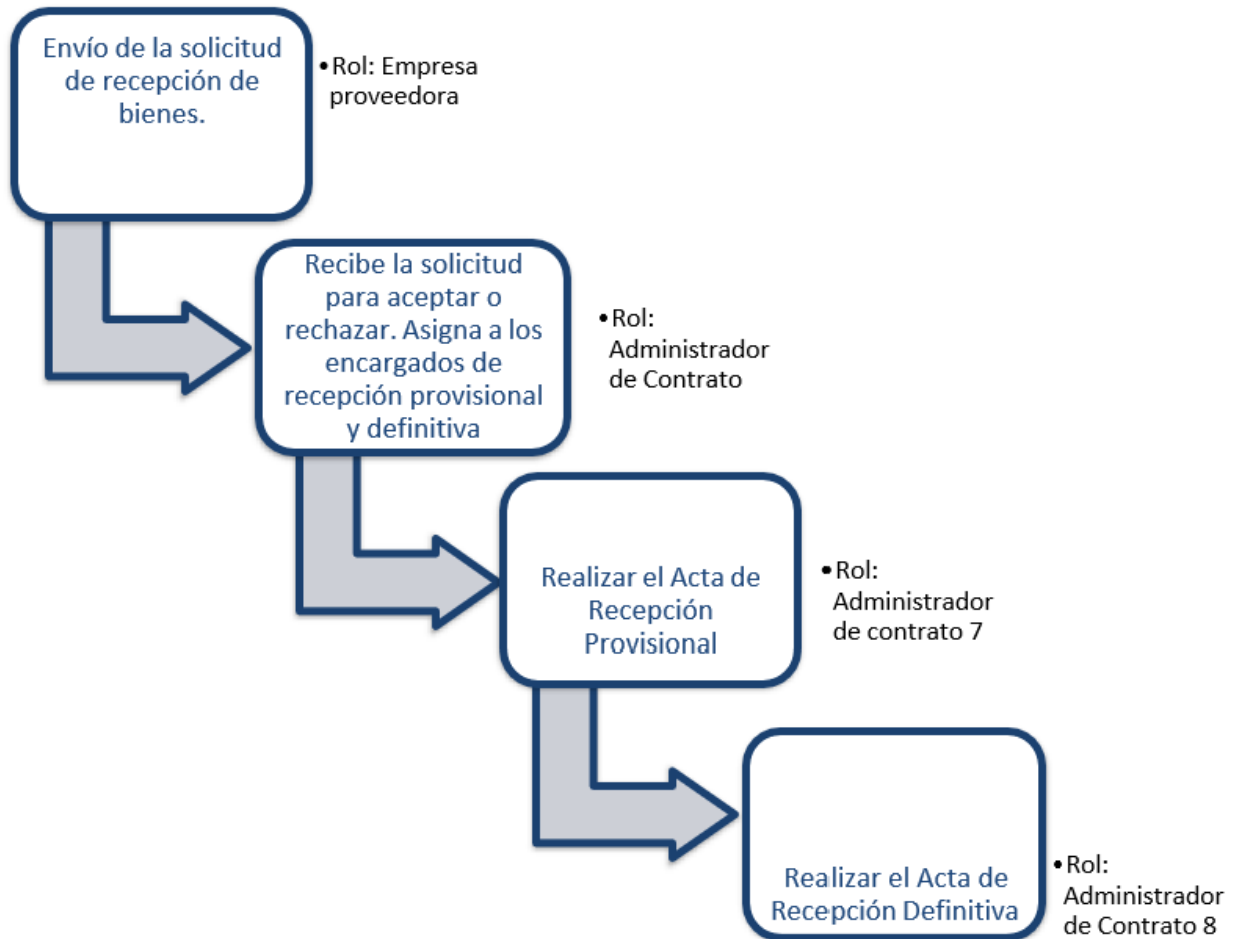 Envío de la solicitud
de recepción de
bienes.
•Rol: Empresa
proveedora
Recibe la solicitud
para aceptar o
rechazar. Asigna a los
encargados de
recepción provisional
y definitiva
•Rol:
Administrador
de Contrato
Realizar el Acta de
Recepción
Provisional
•Rol:
Administrador
de contrato 7
Realizar el Acta de
Recepción Definitiva
•Rol:
Administrador
de Contrato 8